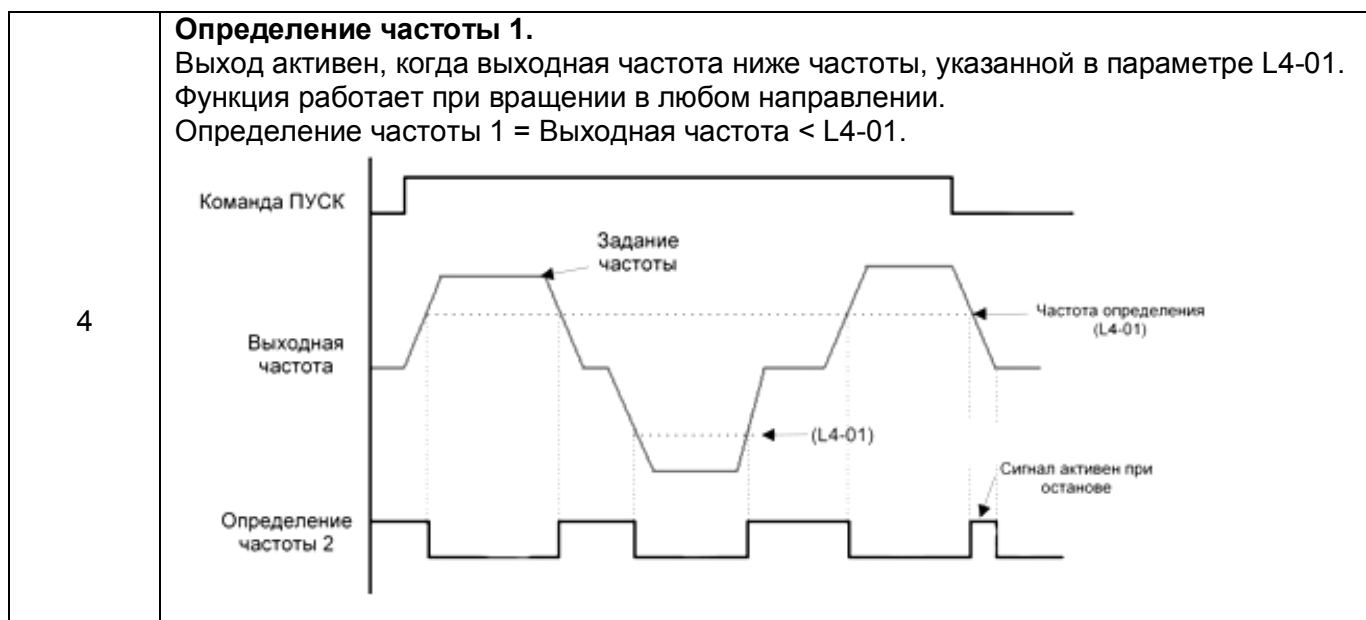 4
Определение частоты 1.
Выход активен, когда выходная частота ниже частоты, указанной в параметре L4-01.
Функция работает при вращении в любом направлении.
Определение частоты 1 = Выходная частота < L4-01.
Команда ПУСК
Задание
частоты
Частота определения
(L4-01)
Выходная
частота
(L4-01)
Сигнал активен при
останове
Определение
частоты 2